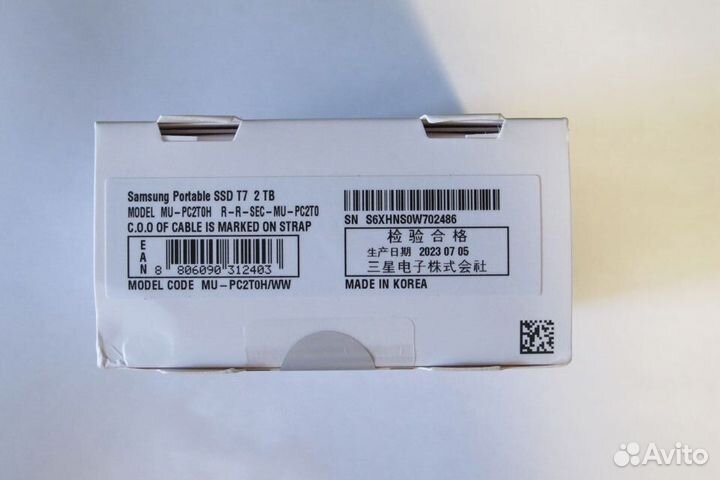 Samsung Portable SSD T7 2 TB
MODEL MU-PC2T0H R-R-SEC-MU-PC2T0
C.O.O OF CABLE IS MARKED ON STRAP
EAN
8 806090 312403
MODEL CODE MU-PC2T0H/WW
SN S6XHNS0W702486
检验合格
生产日期 2023 07 05
三星电子株式会社
MADE IN KOREA
Avito